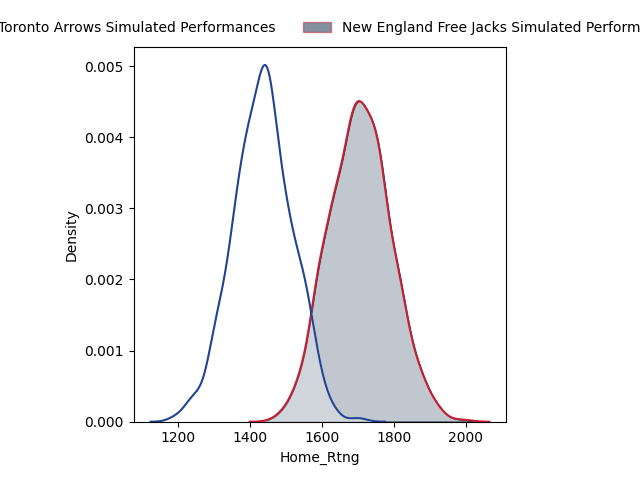 Toronto Arrows Simulated Performances
New England Free Jacks Simulated Perform
0.005
0.004
0.003
0.002
0.001
0.000
Density
1200 1400 1600 1800 2000
Home_Rtng